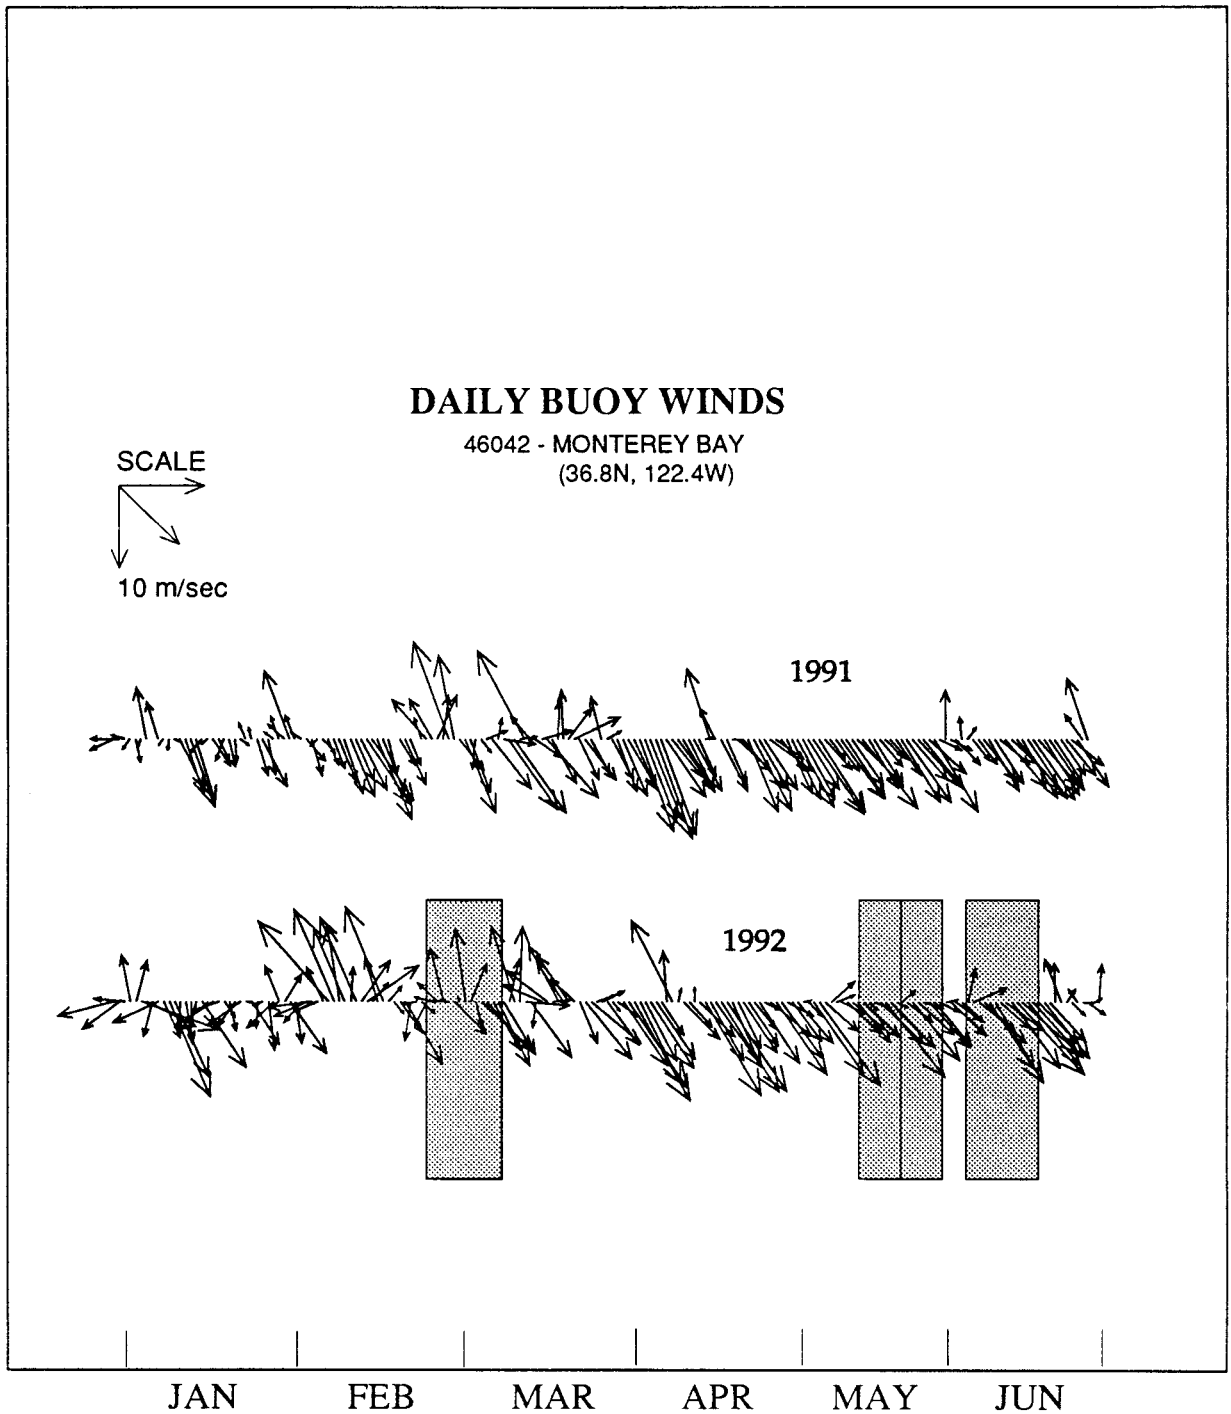 DAILY BUOY WINDS
46042 - MONTEREY BAY
(36.8N, 122.4W)
SCALE
10 m/sec
1991
1992
JAN FEB MAR APR MAY JUN